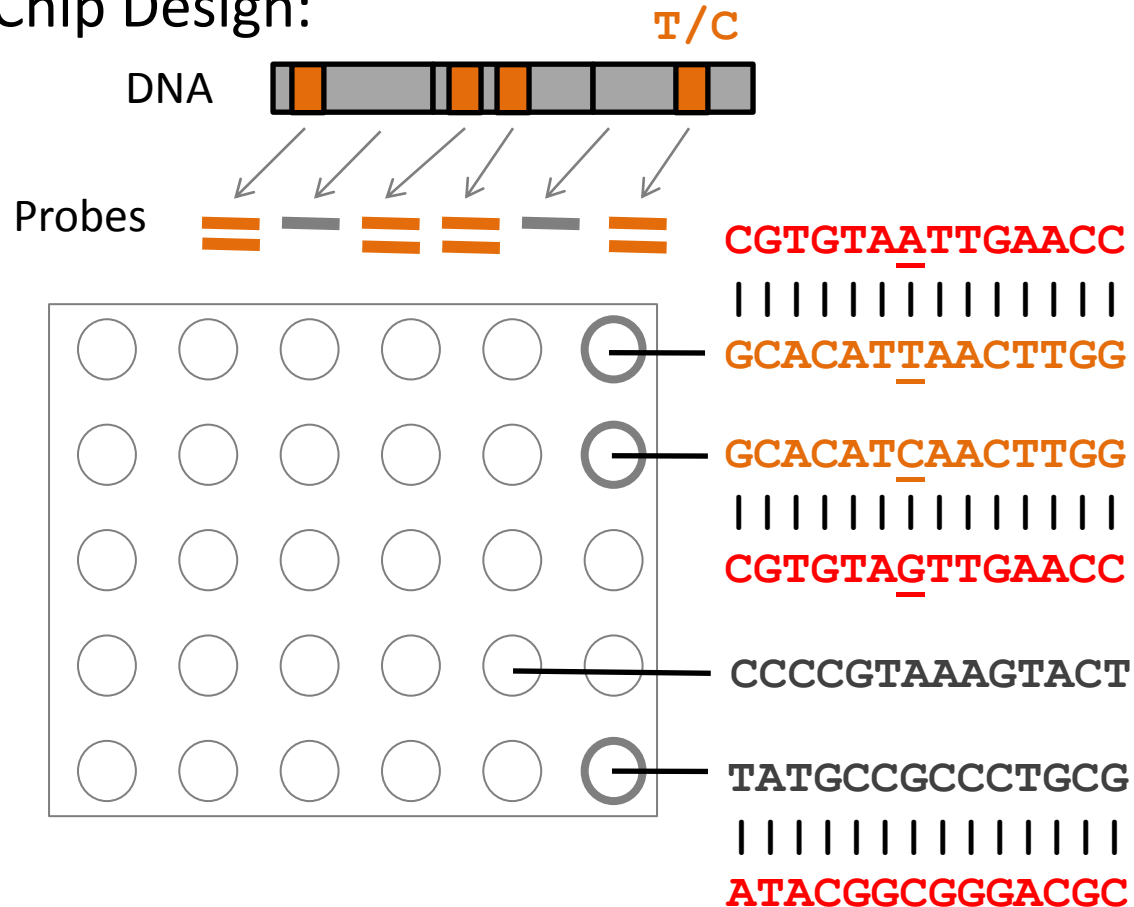 Chip Design:
T/C
DNA
Probes
CGTGTAATTGAACC
GCACATTAACTTGG
GCACATCAACTTGG
CGTGTAGTTGAACC
CCCCGTAAAGTACT
TATGCCGCCCTGCG
ATACGGCGGGACGC